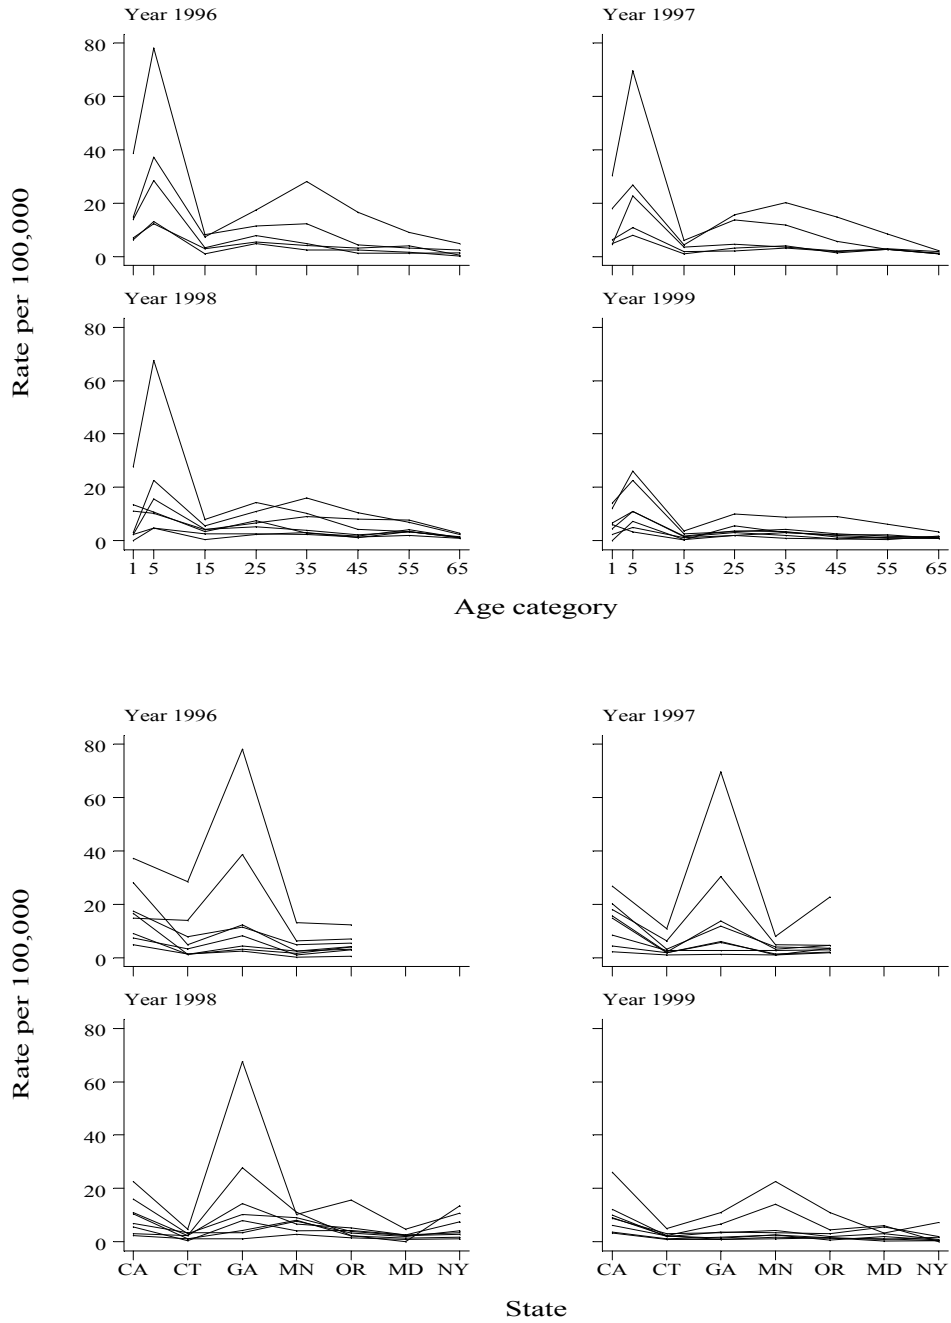 Year 1996
Year 1997
80
60
40
20
0
Rate per 100,000
Year 1998
Year 1999
80
60
40
20
0
1 5 15 25 35 45 55 65
1 5 15 25 35 45 55 65
Age category
Year 1996
Year 1997
80
60
40
20
0
Rate per 100,000
Year 1998
Year 1999
80
60
40
20
0
CA CT GA MN OR MD NY
CA CT GA MN OR MD NY
State